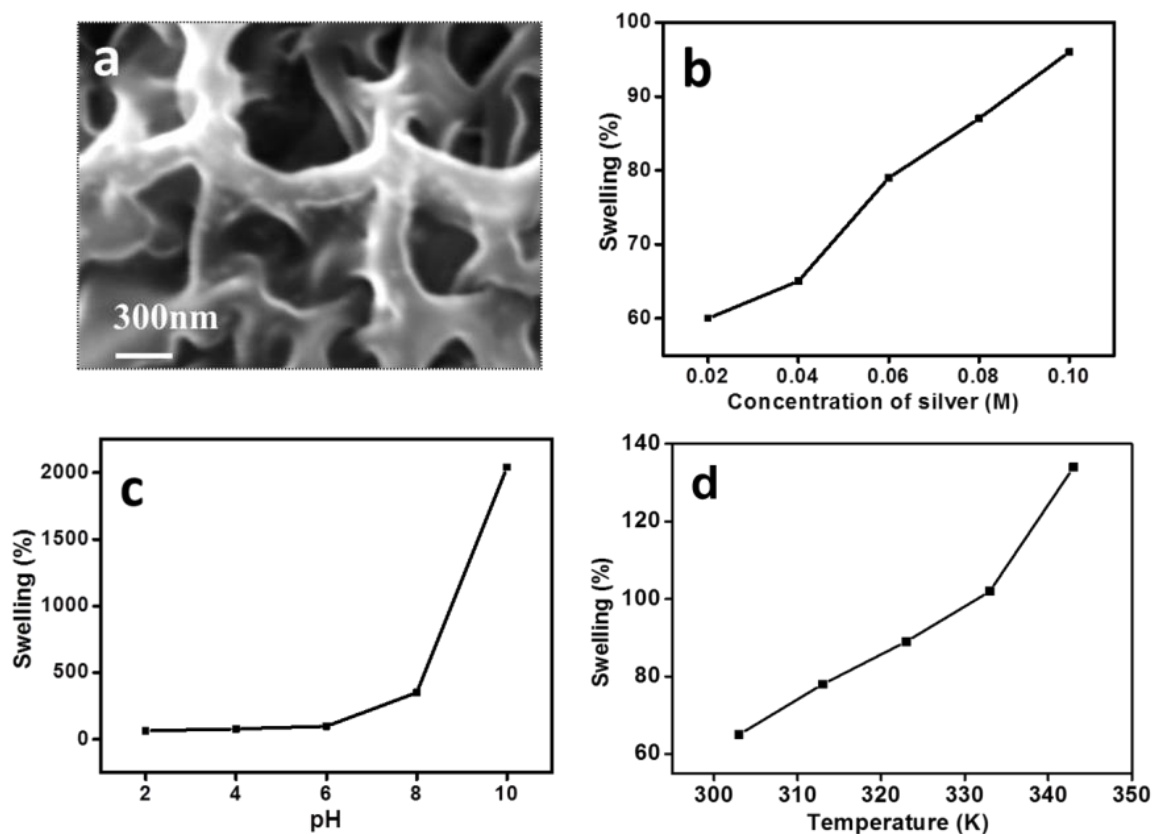 a
300nm
b
Swelling (%)
100
90
80
70
60
0.02 0.04 0.06 0.08 0.10
Concentration of silver (M)
c
Swelling (%)
2000
1500
1000
500
0
2 4 6 8 10
pH
d
Swelling (%)
140
120
100
80
60
300 310 320 330 340 350
Temperature (K)